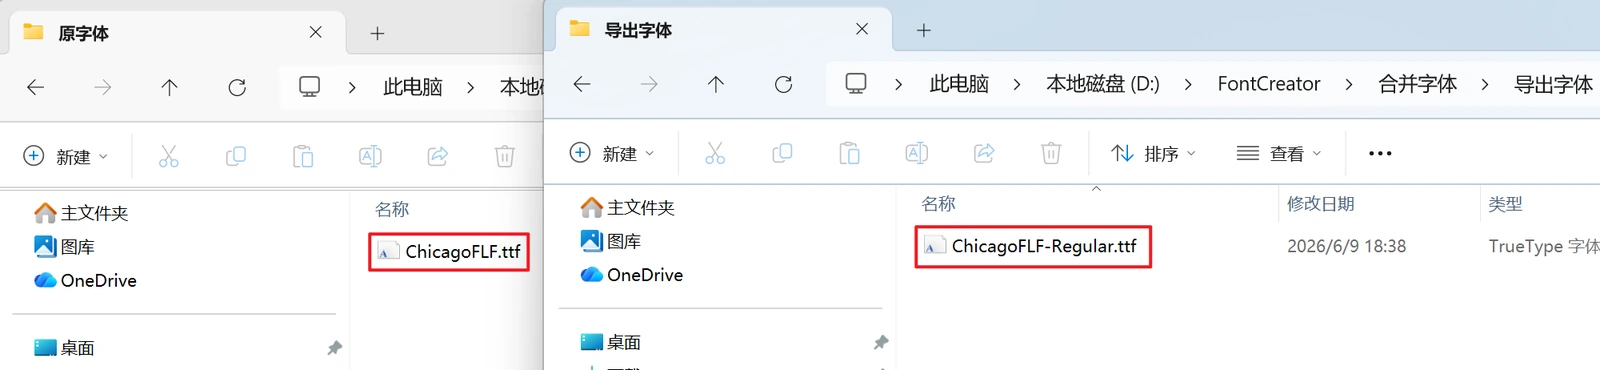 原字体
此电脑
本地
新建
名称
主文件夹
ChicagoFLF.ttf
图库
OneDrive
桌面
导出字体
此电脑
本地磁盘 (D:)
FontCreator
合并字体
导出字体
新建
排序
查看
名称
修改日期
类型
主文件夹
ChicagoFLF-Regular.ttf
2026/6/9 18:38
TrueType 字体
图库
OneDrive
桌面